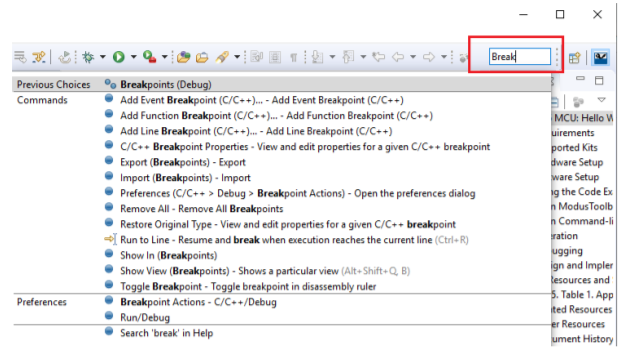 Break
Previous Choices
Breakpoints (Debug)
Commands
Add Event Breakpoint (C/C++)... - Add Event Breakpoint (C/C++)
Add Function Breakpoint (C/C++)... - Add Function Breakpoint (C/C++)
Add Line Breakpoint (C/C++)... - Add Line Breakpoint (C/C++)
C/C++ Breakpoint Properties - View and edit properties for a given C/C++ breakpoint
Export (Breakpoints) - Export
Import (Breakpoints) - Import
Preferences (C/C++ > Debug > Breakpoint Actions) - Open the preferences dialog
Remove All - Remove All Breakpoints
Restore Original Type - View and edit properties for a given C/C++ breakpoint
Run to Line - Resume and break when execution reaches the current line (Ctrl+R)
Show In (Breakpoints)
Show View (Breakpoints) - Shows a particular view (Alt+Shift+Q, B)
Toggle Breakpoint - Toggle breakpoint in disassembly ruler
Preferences
Breakpoint Actions - C/C++/Debug
Run/Debug
Search 'break' in Help
MCU: Hello W
uirements
ported Kits
dware Setup
ware Setup
ng the Code Ex
n ModusToolb
n Command-li
ration
ugging
ign and Impler
Resources and
5. Table 1. App
ated Resources
er Resources
ument History